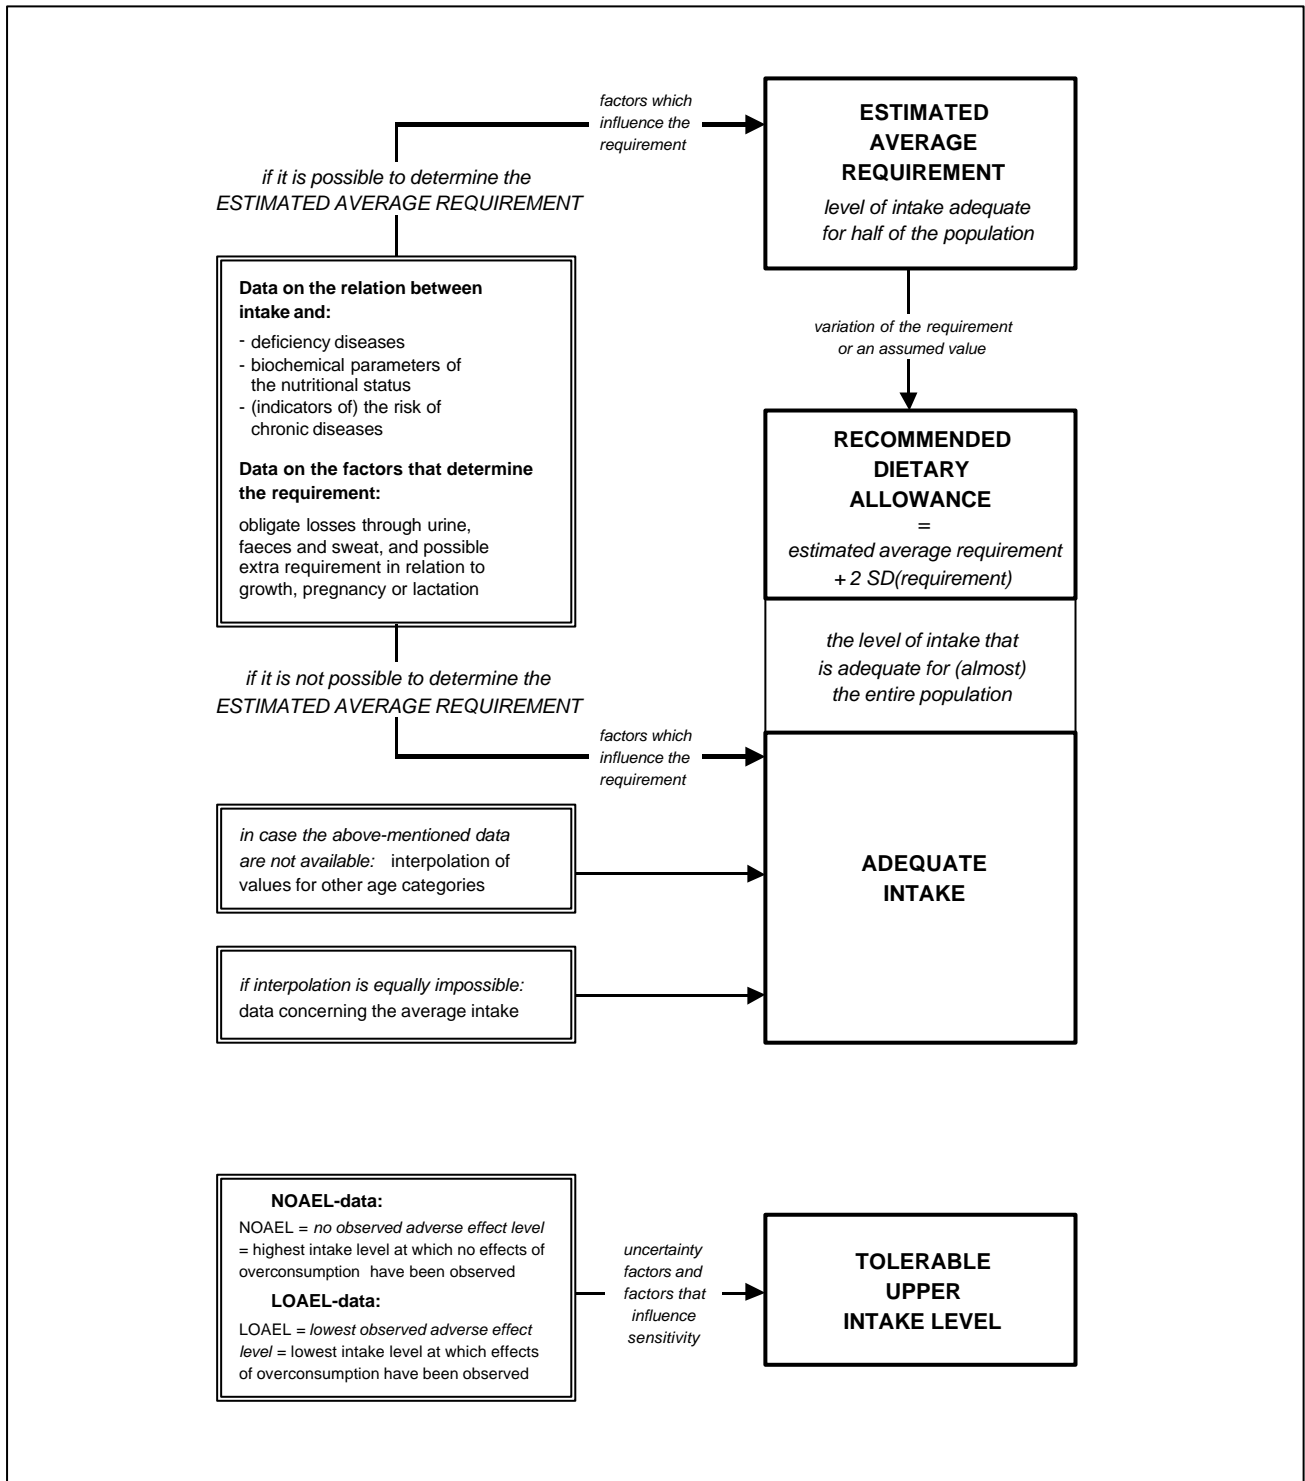 factors which
influence the
requirement
ESTIMATED
AVERAGE
REQUIREMENT
level of intake adequate
for half of the population
if it is possible to determine the
ESTIMATED AVERAGE REQUIREMENT
Data on the relation between
intake and:
- deficiency diseases
- biochemical parameters of
the nutritional status
- (indicators of) the risk of
chronic diseases
Data on the factors that determine
the requirement:
obligate losses through urine,
faeces and sweat, and possible
extra requirement in relation to
growth, pregnancy or lactation
variation of the requirement
or an assumed value
RECOMMENDED
DIETARY
ALLOWANCE
=
estimated average requirement
+ 2 SD(requirement)
the level of intake that
is adequate for (almost)
the entire population
if it is not possible to determine the
ESTIMATED AVERAGE REQUIREMENT
factors which
influence the
requirement
in case the above-mentioned data
are not available: interpolation of
values for other age categories
ADEQUATE
INTAKE
if interpolation is equally impossible:
data concerning the average intake
NOAEL-data:
NOAEL = no observed adverse effect level
= highest intake level at which no effects of
overconsumption have been observed
LOAEL-data:
LOAEL = lowest observed adverse effect
level = lowest intake level at which effects
of overconsumption have been observed
uncertainty
factors and
factors that
influence
sensitivity
TOLERABLE
UPPER
INTAKE LEVEL